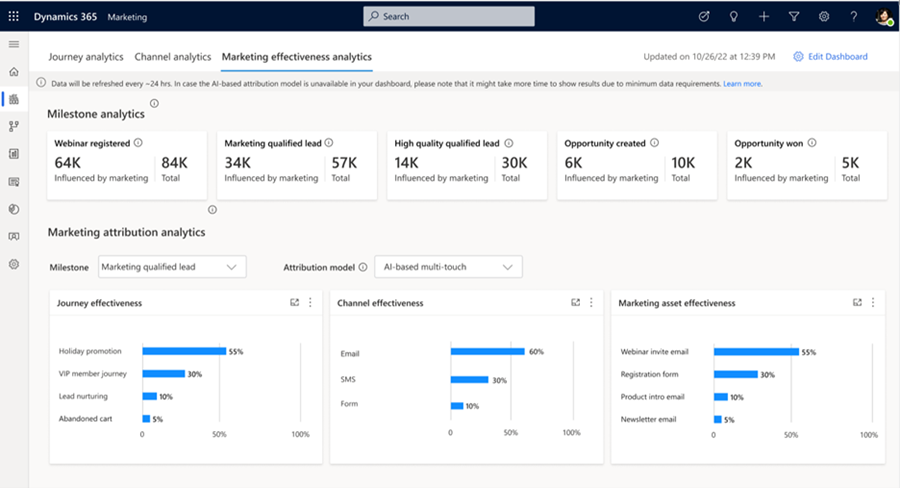 Dynamics 365 Marketing Search
Journey analytics Channel analytics Marketing effectiveness analytics Updated on 10/26/22 at 12:39 PM Edit Dashboard
Data will be refreshed every ~24 hrs. In case the AI-based attribution model is unavailable in your dashboard, please note that it might take more time to show results due to minimum data requirements. Learn more.
Milestone analytics
Webinar registered Marketing qualified lead High quality qualified lead Opportunity created Opportunity won
64K 84K 34K 57K 14K 30K 6K 10K 2K 5K
Influenced by marketing Total Influenced by marketing Total Influenced by marketing Total Influenced by marketing Total Influenced by marketing Total
Marketing attribution analytics
Milestone Marketing qualified lead Attribution model AI-based multi-touch
Journey effectiveness
Holiday promotion 55%
VIP member journey 30%
Lead nurturing 10%
Abandoned cart 5%
0 50% 100%
Channel effectiveness
Email 60%
SMS 30%
Form 10%
0 50% 100%
Marketing asset effectiveness
Webinar invite email 55%
Registration form 30%
Product intro email 10%
Newsletter email 5%
0 50% 100%